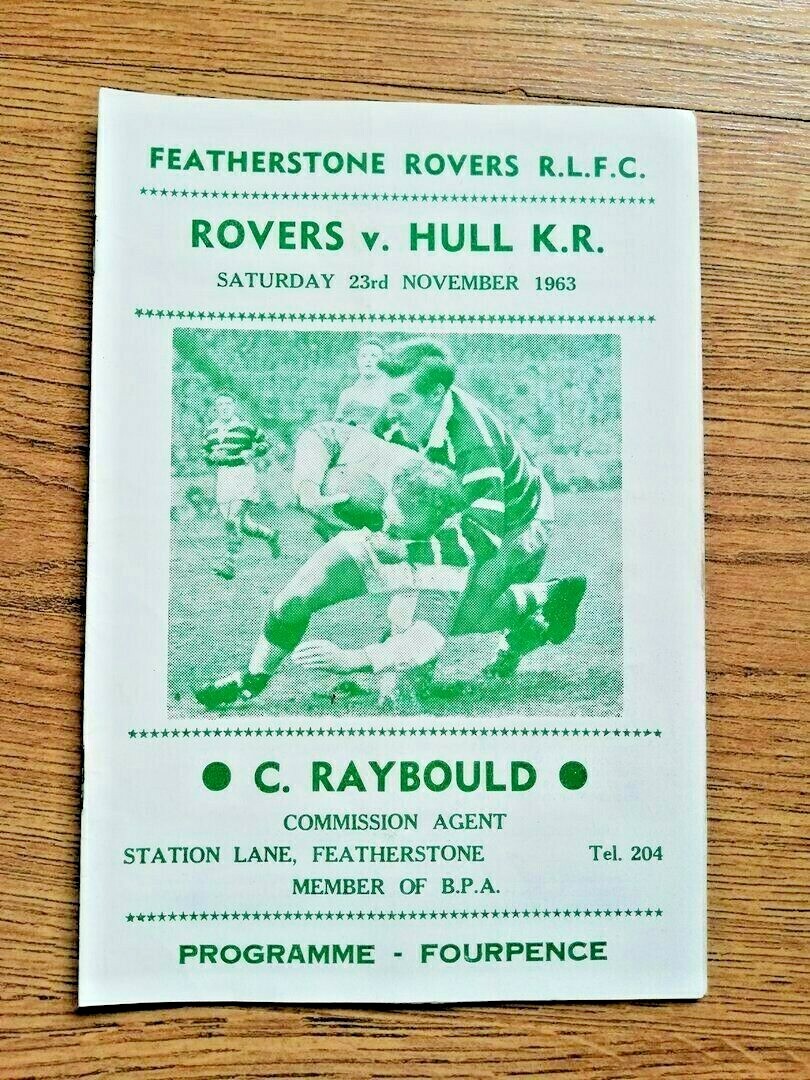 FEATHERSTONE ROVERS R.L.F.C.
ROVERS v. HULL K.R.
SATURDAY 23rd NOVEMBER 1963
● C. RAYBOULD ●
COMMISSION AGENT
STATION LANE, FEATHERSTONE Tel. 204
MEMBER OF B.P.A.
PROGRAMME - FOURPENCE